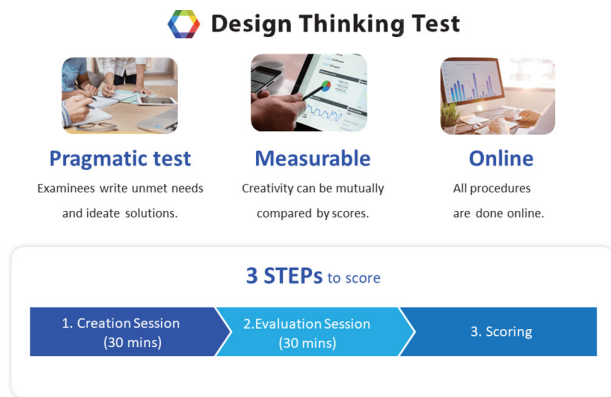 Design Thinking Test
Pragmatic test
Examinees write unmet needs
and ideate solutions.
Measurable
Creativity can be mutually
compared by scores.
Online
All procedures
are done online.
3 STEPs to score
1. Creation Session
(30 mins)
2.Evaluation Session
(30 mins)
3. Scoring